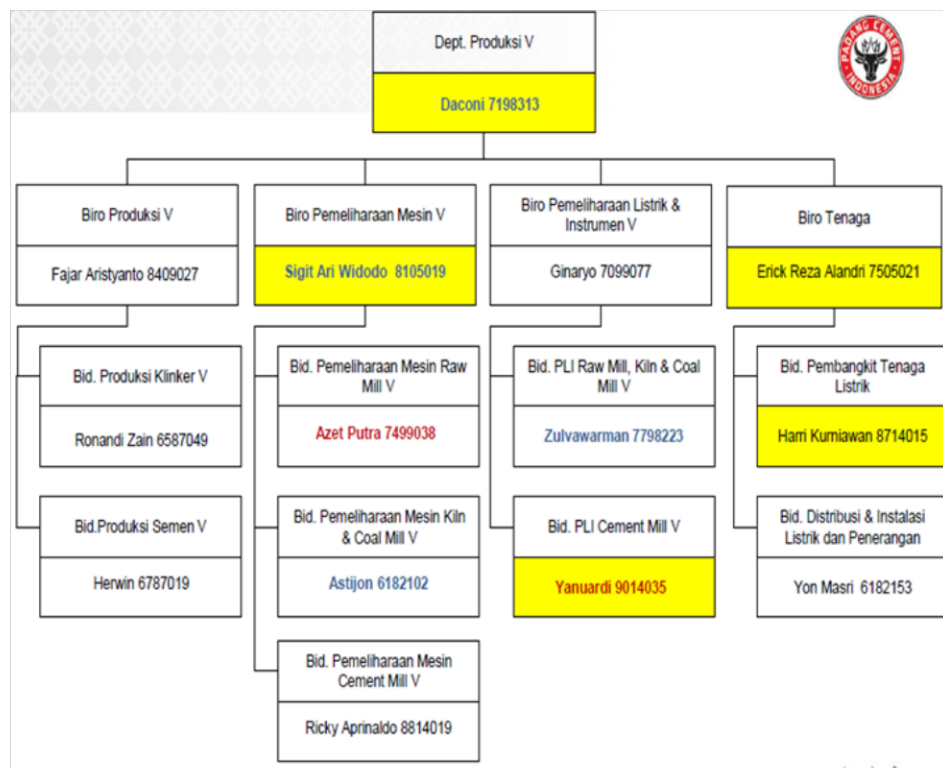 Dept. Produksi V
PADANG CEMENT
INDONESIA
Daconi 7198313
Biro Produksi V
Fajar Aristyanto 8409027
Biro Pemeliharaan Mesin V
Sigit Ari Widodo 8105019
Biro Pemeliharaan Listrik &
Instrumen V
Ginaryo 7099077
Biro Tenaga
Erick Reza Alandri 7505021
Bid. Produksi Klinker V
Ronandi Zain 6587049
Bid. Pemeliharaan Mesin Raw
Mill V
Azet Putra 7499038
Bid. PLI Raw Mill, Kiln & Coal
Mill V
Zulvawarman 7798223
Bid. Pembangkit Tenaga
Listrik
Harri Kurniawan 8714015
Bid.Produksi Semen V
Herwin 6787019
Bid. Pemeliharaan Mesin Kiln
& Coal Mill V
Astijon 6182102
Bid. PLI Cement Mill V
Yanuardi 9014035
Bid. Distribusi & Instalasi
Listrik dan Penerangan
Yon Masri 6182153
Bid. Pemeliharaan Mesin
Cement Mill V
Ricky Aprinaldo 8814019